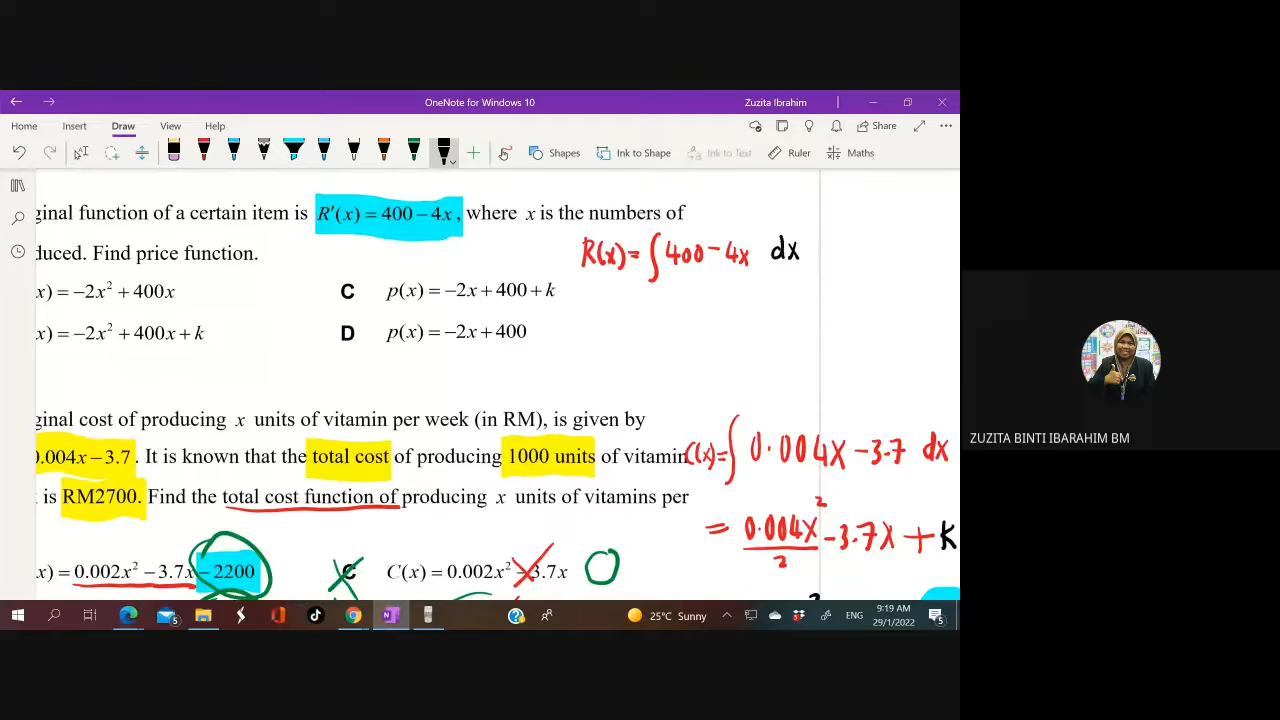 OneNote for Windows 10
Zuzita Ibrahim
Home Insert Draw View Help
Share
Shapes Ink to Shape Ink to Text Ruler Maths
ginal function of a certain item is R′(x) = 400 − 4x, where x is the numbers of
duced. Find price function.
R(x) = ∫ 400 − 4x dx
x) = −2x² + 400x
C p(x) = −2x + 400 + k
x) = −2x² + 400x + k
D p(x) = −2x + 400
ginal cost of producing x units of vitamin per week (in RM), is given by
0.004x − 3.7. It is known that the total cost of producing 1000 units of vitamin
C(x) = ∫ 0.004x − 3.7 dx
is RM2700. Find the total cost function of producing x units of vitamins per
= 0.004x²/2 − 3.7x + k
x) = 0.002x² − 3.7x − 2200
C C(x) = 0.002x² − 3.7x 0
ZUZITA BINTI IBARAHIM BM
25°C Sunny
ENG
9:19 AM
29/1/2022
5
5